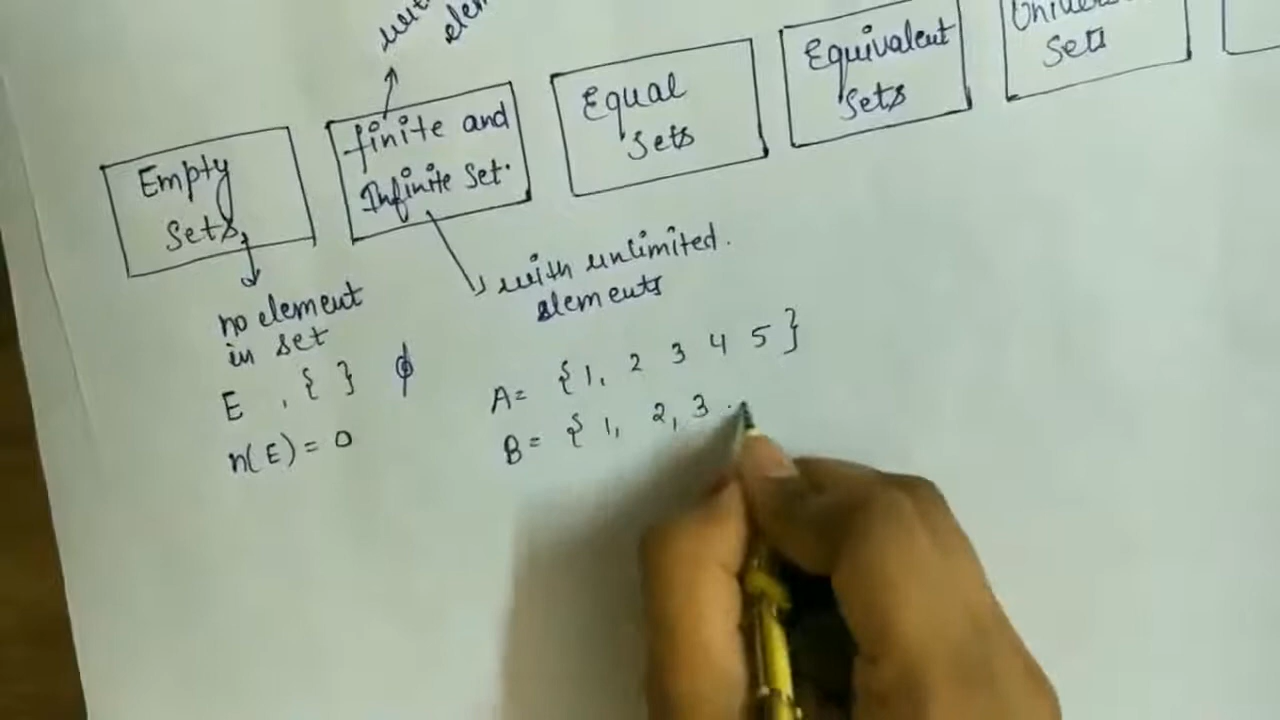 Empty
Sets
finite and
Infinite Set.
Equal
Sets
Equivalent
Sets
Sets
with unlimited.
elements
no element
in set
E , { } ϕ
n(E) = 0
A = { 1, 2 3 4 5 }
B = { 1, 2, 3 .